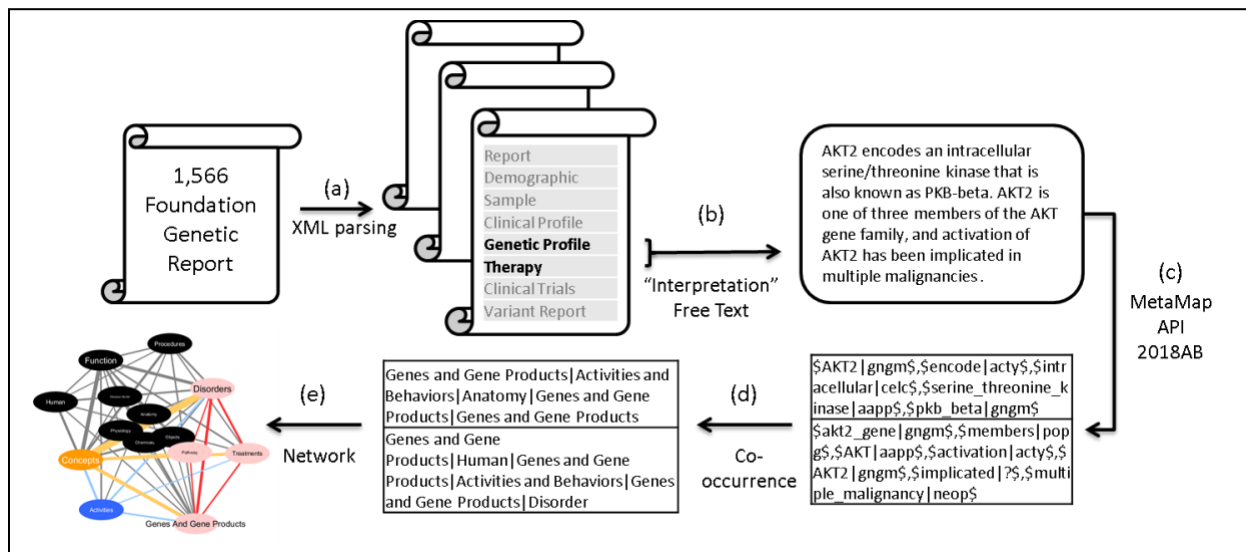 1,566
Foundation
Genetic
Report
(a)
XML parsing
Report
Demographic
Sample
Clinical Profile
Genetic Profile
Therapy
Clinical Trials
Variant Report
(b)
“Interpretation”
Free Text
AKT2 encodes an intracellular
serine/threonine kinase that is
also known as PKB-beta. AKT2 is
one of three members of the AKT
gene family, and activation of
AKT2 has been implicated in
multiple malignancies.
(c)
MetaMap
API
2018AB
$AKT2|gngm$,$encode|acty$,$int
racellular|celc$,$serine_threonine_k
inase|aapp$,$pkb_beta|gngm$
$akt2_gene|gngm$,$members|pop
g$,$AKT|aapp$,$activation|acty$,$
AKT2|gngm$,$implicated|?$,$multi
ple_malignancy|neop$
(d)
Co-
occurrence
Genes and Gene Products|Activities and
Behaviors|Anatomy|Genes and Gene
Products|Genes and Gene Products
Genes and Gene
Products|Human|Genes and Gene
Products|Activities and Behaviors|Genes
and Gene Products|Disorder
(e)
Network
Procedures
Function
Disorders
Human
Anatomy
Physiology
Objects
Chemicals
Pathway
Treatments
Concepts
Activities
Genes And Gene Products